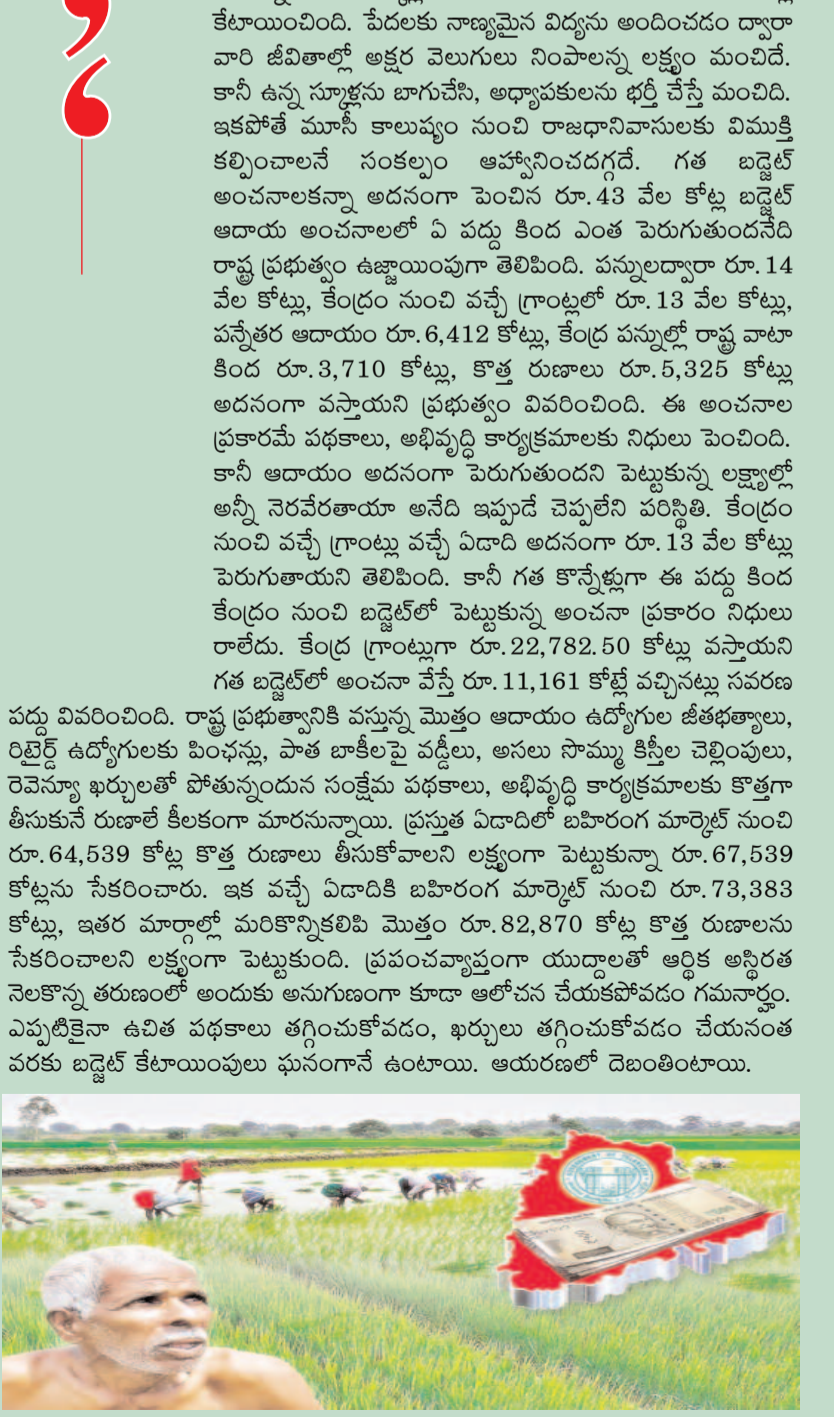 కేటాయించింది. పేదలకు నాణ్యమైన విద్యను అందించడం ద్వారా
వారి జీవితాల్లో అక్షర వెలుగులు నింపాలన్న లక్ష్యం మంచిదే.
కానీ ఉన్న స్కూళ్లను బాగుచేసి, అధ్యాపకులను భర్తీ చేస్తే మంచిది.
ఇకపోతే మూసీ కాలుష్యం నుంచి రాజధానివాసులకు విముక్తి
కల్పించాలనే సంకల్పం ఆహ్వానించదగ్గదే. గత బడ్జెట్
అంచనాలకన్నా అదనంగా పెంచిన రూ.43 వేల కోట్ల బడ్జెట్
ఆదాయ అంచనాలలో ఏ పద్దు కింద ఎంత పెరుగుతుందనేది
రాష్ట్ర ప్రభుత్వం ఉజ్జాయింపుగా తెలిపింది. పన్నులద్వారా రూ.14
వేల కోట్లు, కేంద్రం నుంచి వచ్చే గ్రాంట్లలో రూ.13 వేల కోట్లు,
పన్నేతర ఆదాయం రూ.6,412 కోట్లు, కేంద్ర పన్నుల్లో రాష్ట్ర వాటా
కింద రూ.3,710 కోట్లు, కొత్త రుణాలు రూ.5,325 కోట్లు
అదనంగా వస్తాయని ప్రభుత్వం వివరించింది. ఈ అంచనాల
ప్రకారమే పథకాలు, అభివృద్ధి కార్యక్రమాలకు నిధులు పెంచింది.
కానీ ఆదాయం అదనంగా పెరుగుతుందని పెట్టుకున్న లక్ష్యాల్లో
అన్నీ నెరవేరతాయా అనేది ఇప్పుడే చెప్పలేని పరిస్థితి. కేంద్రం
నుంచి వచ్చే గ్రాంట్లు వచ్చే ఏడాది అదనంగా రూ.13 వేల కోట్లు
పెరుగుతాయని తెలిపింది. కానీ గత కొన్నేళ్లుగా ఈ పద్దు కింద
కేంద్రం నుంచి బడ్జెట్‌లో పెట్టుకున్న అంచనా ప్రకారం నిధులు
రాలేదు. కేంద్ర గ్రాంట్లుగా రూ.22,782.50 కోట్లు వస్తాయని
గత బడ్జెట్‌లో అంచనా వేస్తే రూ.11,161 కోట్లే వచ్చినట్లు సవరణ
పద్దు వివరించింది. రాష్ట్ర ప్రభుత్వానికి వస్తున్న మొత్తం ఆదాయం ఉద్యోగుల జీతభత్యాలు,
రిటైర్డ్ ఉద్యోగులకు పింఛన్లు, పాత బాకీలపై వడ్డీలు, అసలు సొమ్ము కిస్తీల చెల్లింపులు,
రెవెన్యూ ఖర్చులతో పోతున్నందున సంక్షేమ పథకాలు, అభివృద్ధి కార్యక్రమాలకు కొత్తగా
తీసుకునే రుణాలే కీలకంగా మారనున్నాయి. ప్రస్తుత ఏడాదిలో బహిరంగ మార్కెట్ నుంచి
రూ.64,539 కోట్ల కొత్త రుణాలు తీసుకోవాలని లక్ష్యంగా పెట్టుకున్నా రూ.67,539
కోట్లను సేకరించారు. ఇక వచ్చే ఏడాదికి బహిరంగ మార్కెట్ నుంచి రూ.73,383
కోట్లు, ఇతర మార్గాల్లో మరికొన్నికలిపి మొత్తం రూ.82,870 కోట్ల కొత్త రుణాలను
సేకరించాలని లక్ష్యంగా పెట్టుకుంది. ప్రపంచవ్యాప్తంగా యుద్ధాలతో ఆర్థిక అస్థిరత
నెలకొన్న తరుణంలో అందుకు అనుగుణంగా కూడా ఆలోచన చేయకపోవడం గమనార్హం.
ఎప్పటికైనా ఉచిత పథకాలు తగ్గించుకోవడం, ఖర్చులు తగ్గించుకోవడం చేయనంత
వరకు బడ్జెట్ కేటాయింపులు ఘనంగానే ఉంటాయి. ఆయరణలో దెబంతింటాయి.